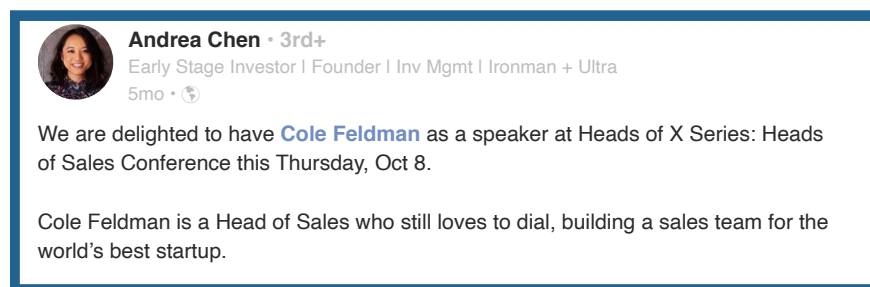 Andrea Chen • 3rd+
Early Stage Investor | Founder | Inv Mgmt | Ironman + Ultra
5mo •
We are delighted to have Cole Feldman as a speaker at Heads of X Series: Heads
of Sales Conference this Thursday, Oct 8.
Cole Feldman is a Head of Sales who still loves to dial, building a sales team for the
world's best startup.